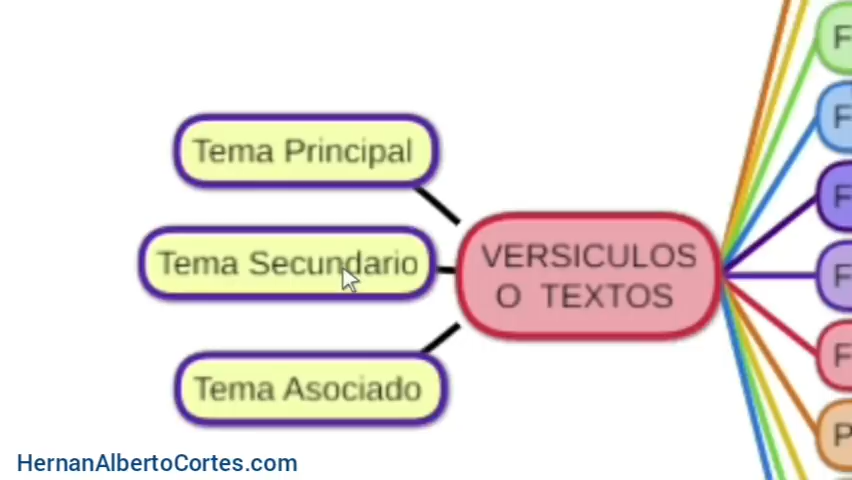 Tema Principal
Tema Secundario
VERSICULOS
O TEXTOS
Tema Asociado
F
F
F
F
F
P
HernanAlbertoCortes.com